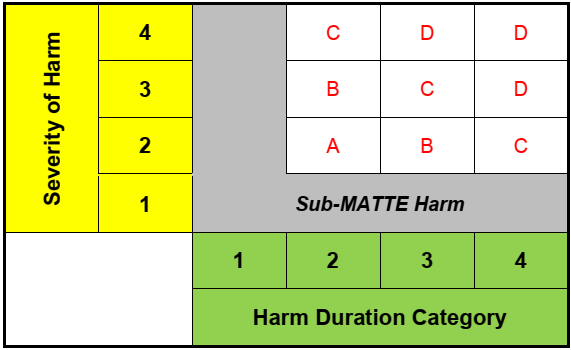 Severity of Harm
4 C D D
3 B C D
2 A B C
1 Sub-MATTE Harm
1 2 3 4
Harm Duration Category